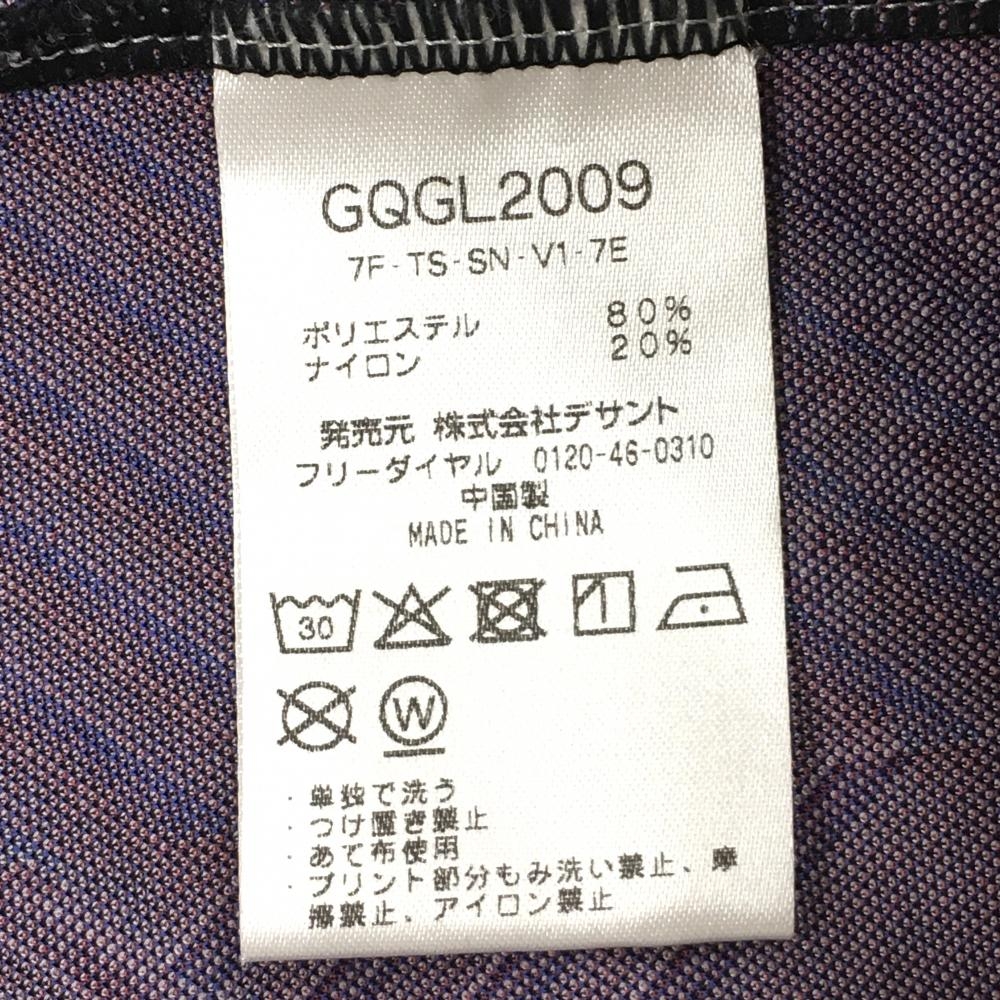 GQGL2009
7F-TS-SN-V1-7E
ポリエステル 80%
ナイロン 20%
発売元 株式会社デサント
フリーダイヤル 0120-46-0310
中国製
MADE IN CHINA
30
W
・単独で洗う
・つけ置き禁止
・あて布使用
・プリント部分もみ洗い禁止、摩
擦禁止、アイロン禁止